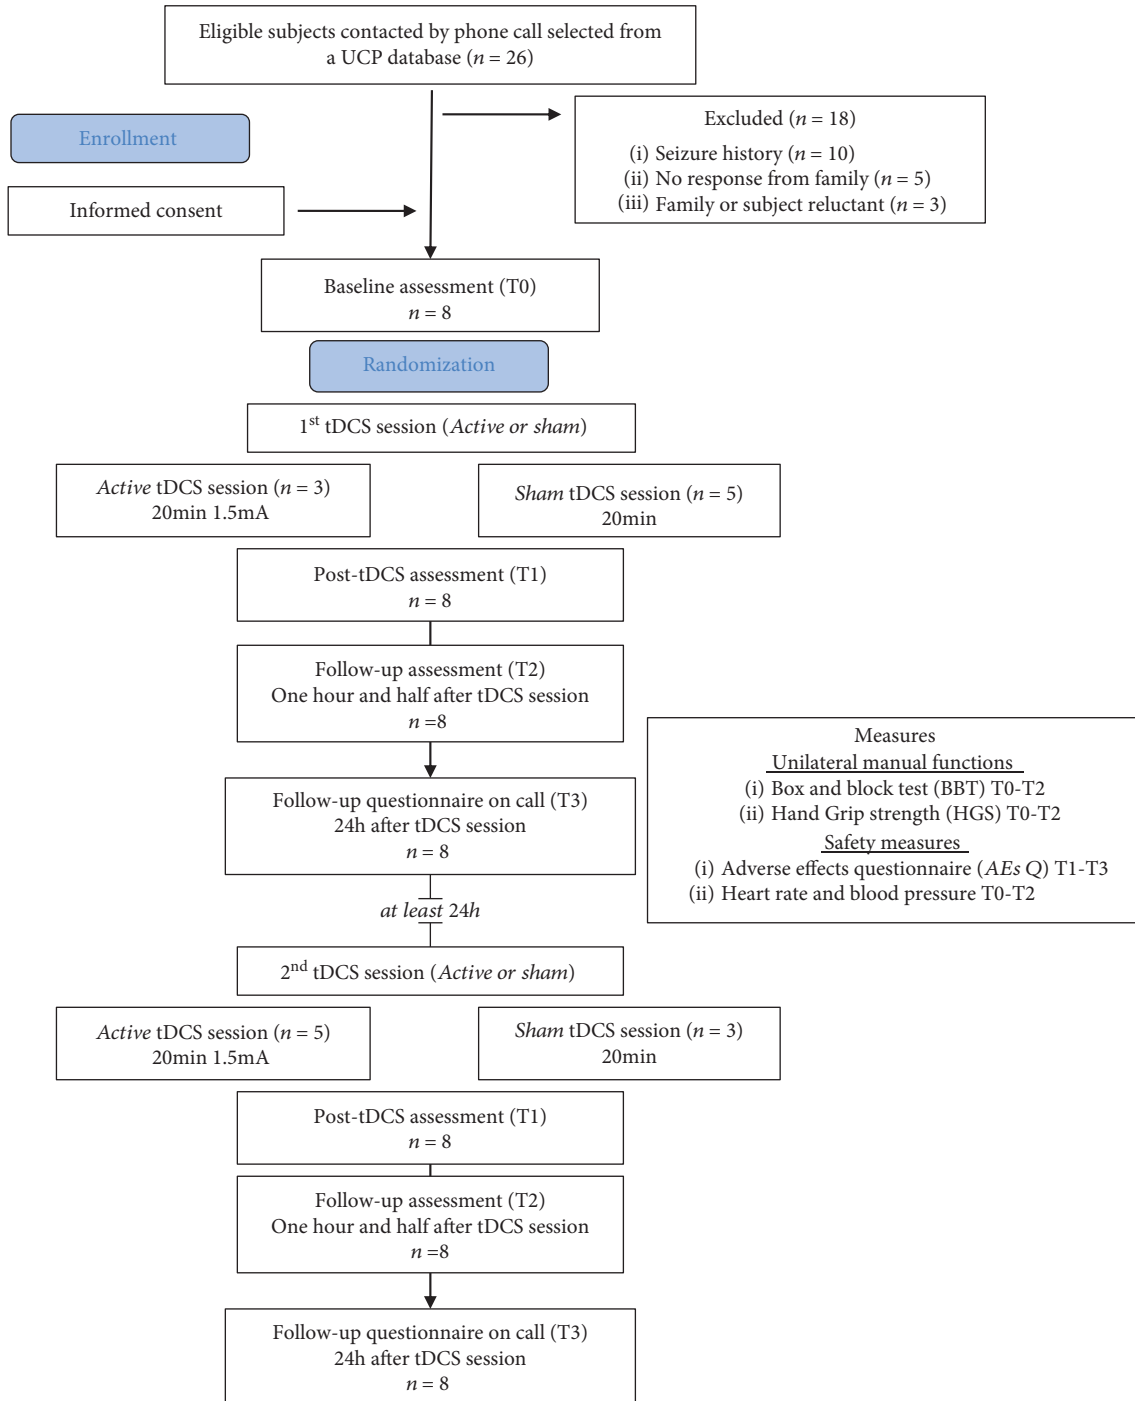 Eligible subjects contacted by phone call selected from
a UCP database (n = 26)
Enrollment
Excluded (n = 18)
(i) Seizure history (n = 10)
(ii) No response from family (n = 5)
(iii) Family or subject reluctant (n = 3)
Informed consent
Baseline assessment (T0)
n = 8
Randomization
1st tDCS session (Active or sham)
Active tDCS session (n = 3)
20min 1.5mA
Sham tDCS session (n = 5)
20min
Post-tDCS assessment (T1)
n = 8
Follow-up assessment (T2)
One hour and half after tDCS session
n =8
Measures
Unilateral manual functions
(i) Box and block test (BBT) T0-T2
(ii) Hand Grip strength (HGS) T0-T2
Safety measures
(i) Adverse effects questionnaire (AEs Q) T1-T3
(ii) Heart rate and blood pressure T0-T2
Follow-up questionnaire on call (T3)
24h after tDCS session
n = 8
at least 24h
2nd tDCS session (Active or sham)
Active tDCS session (n = 5)
20min 1.5mA
Sham tDCS session (n = 3)
20min
Post-tDCS assessment (T1)
n = 8
Follow-up assessment (T2)
One hour and half after tDCS session
n =8
Follow-up questionnaire on call (T3)
24h after tDCS session
n = 8